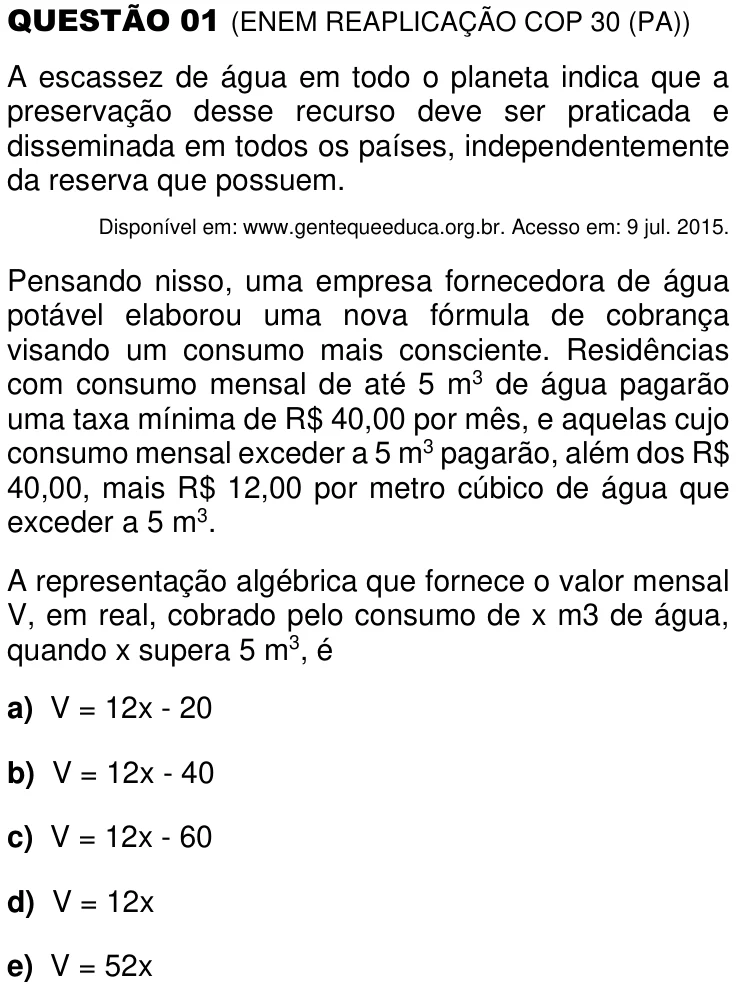 QUESTÃO 01 (ENEM REAPLICAÇÃO COP 30 (PA))
A escassez de água em todo o planeta indica que a
preservação desse recurso deve ser praticada e
disseminada em todos os países, independentemente
da reserva que possuem.
Disponível em: www.gentequeeduca.org.br. Acesso em: 9 jul. 2015.
Pensando nisso, uma empresa fornecedora de água
potável elaborou uma nova fórmula de cobrança
visando um consumo mais consciente. Residências
com consumo mensal de até 5 m³ de água pagarão
uma taxa mínima de R$ 40,00 por mês, e aquelas cujo
consumo mensal exceder a 5 m³ pagarão, além dos R$
40,00, mais R$ 12,00 por metro cúbico de água que
exceder a 5 m³.
A representação algébrica que fornece o valor mensal
V, em real, cobrado pelo consumo de x m3 de água,
quando x supera 5 m³, é
a) V = 12x - 20
b) V = 12x - 40
c) V = 12x - 60
d) V = 12x
e) V = 52x